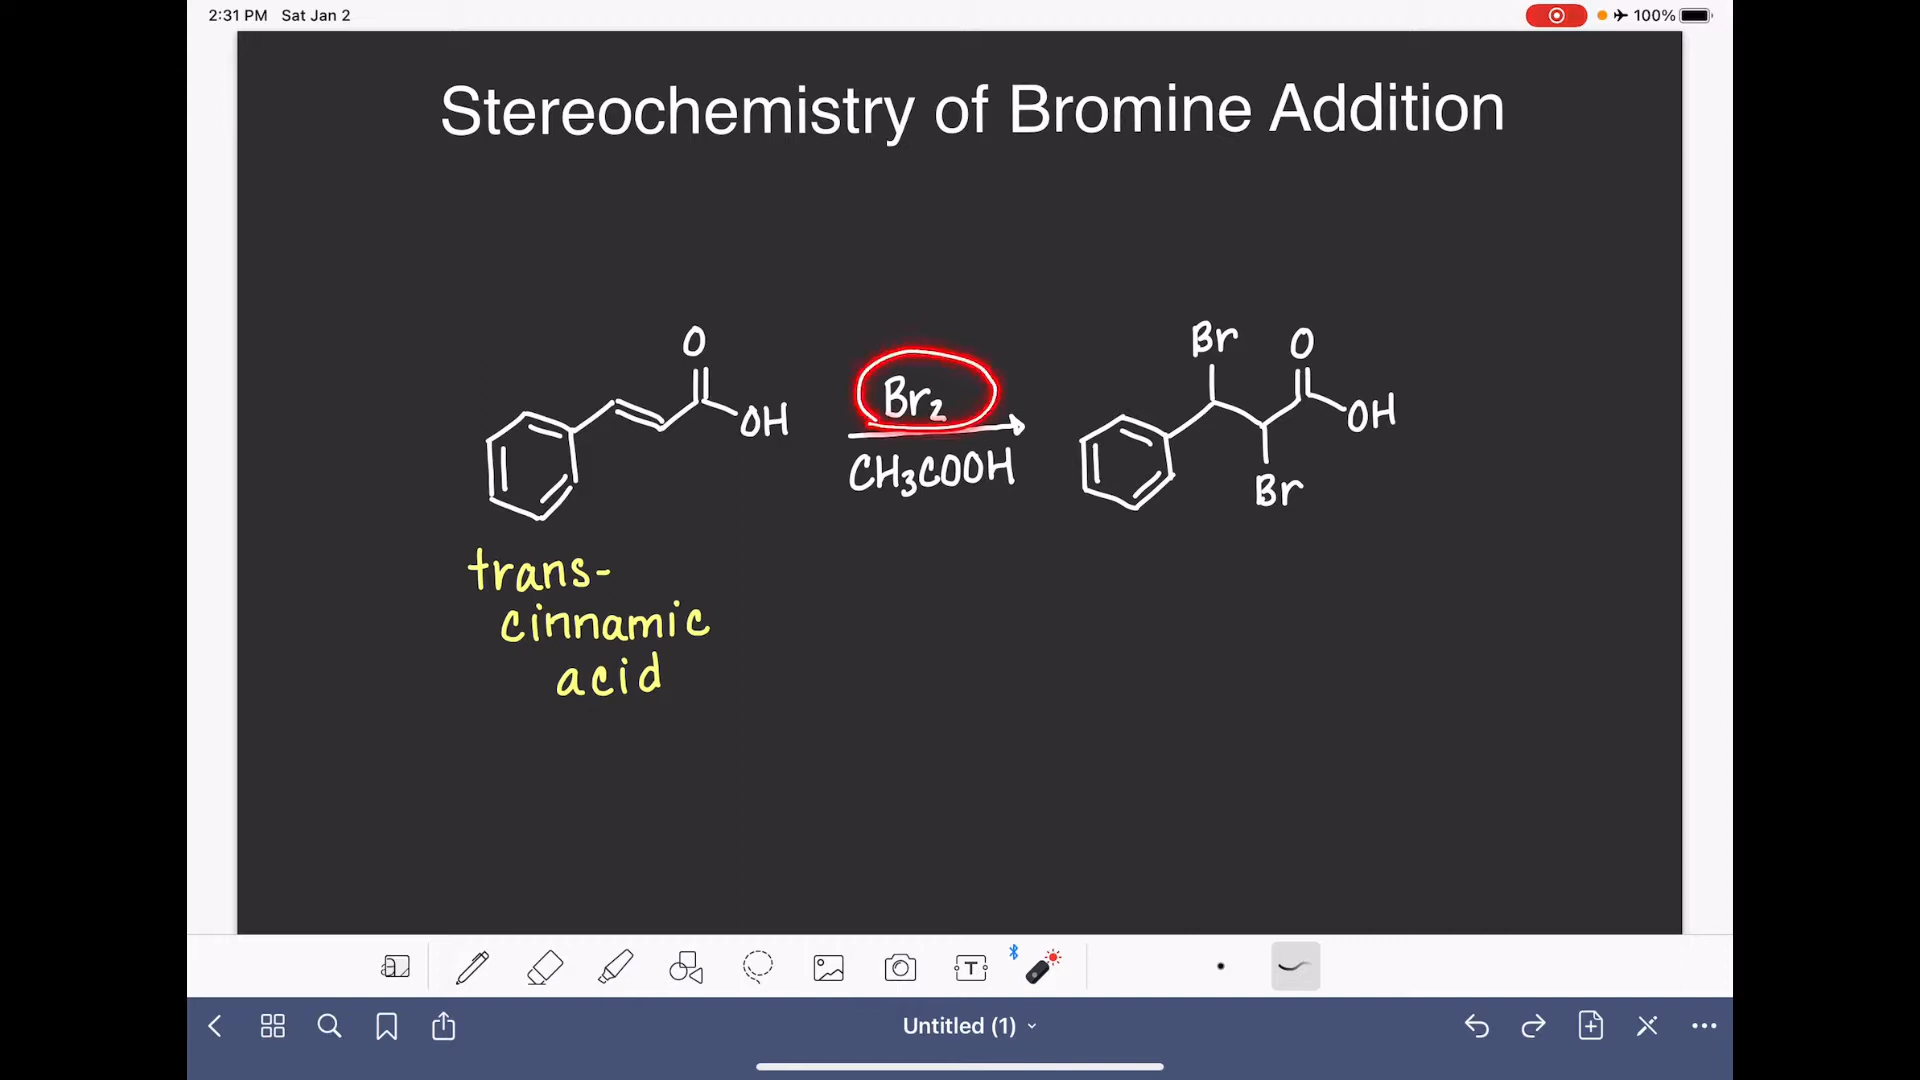 2:31 PM Sat Jan 2
100%
Stereochemistry of Bromine Addition
O
OH
Br₂
CH₃COOH
Br
O
OH
Br
trans-
cinnamic
acid
T
Untitled (1)